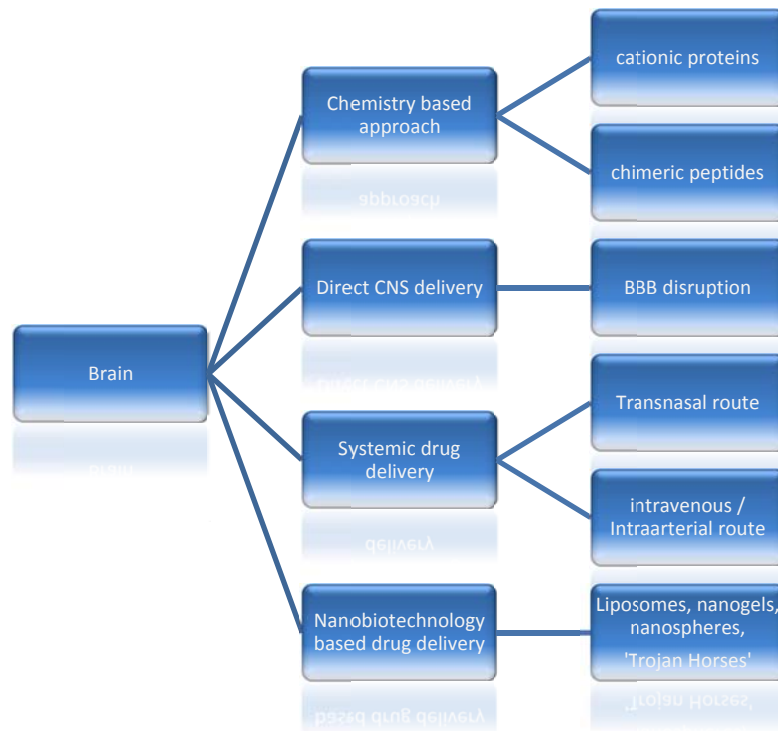 Brain
Chemistry based
approach
cationic proteins
chimeric peptides
Direct CNS delivery
BBB disruption
Systemic drug
delivery
Transnasal route
intravenous /
Intraarterial route
Nanobiotechnology
based drug delivery
Liposomes, nanogels,
nanospheres,
'Trojan Horses'